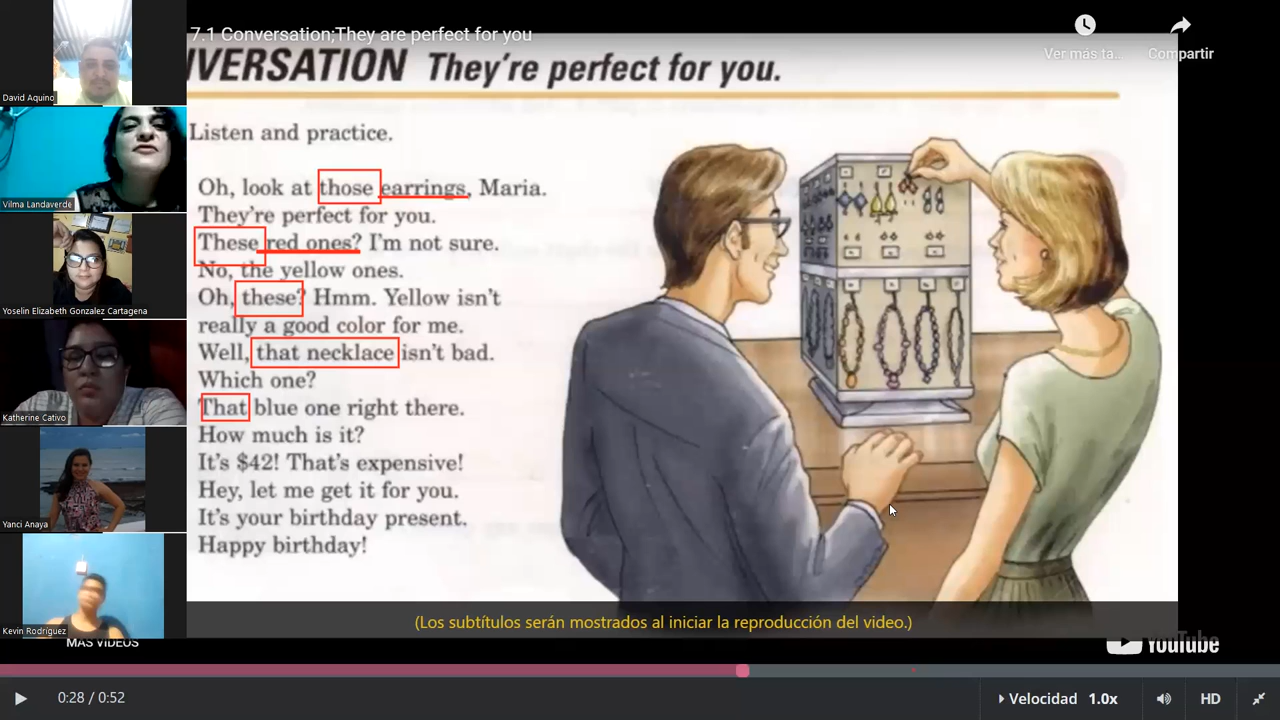 7.1 Conversation;They are perfect for you
Ver más ta...
Compartir
VERSATION They're perfect for you.
Listen and practice.
Oh, look at those earrings, Maria.
They're perfect for you.
These red ones? I'm not sure.
No, the yellow ones.
Oh, these? Hmm. Yellow isn't
really a good color for me.
Well, that necklace isn't bad.
Which one?
That blue one right there.
How much is it?
It's $42! That's expensive!
Hey, let me get it for you.
It's your birthday present.
Happy birthday!
(Los subtítulos serán mostrados al iniciar la reproducción del video.)
MÁS VÍDEOS
YouTube
0:28 / 0:52
Velocidad 1.0x
HD
David Aquino
Vilma Landaverde
Yoselin Elizabeth Gonzalez Cartagena
Katherine Cativo
Yanci Anaya
Kevin Rodríguez